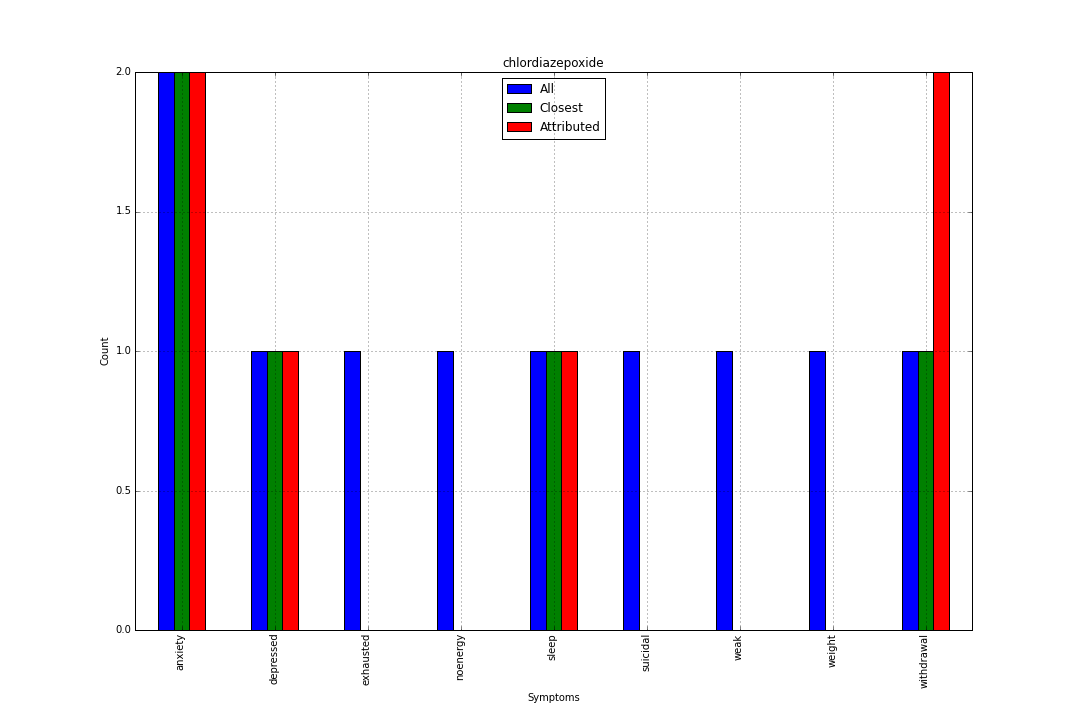 chlordiazepoxide
All
Closest
Attributed
2.0
1.5
1.0
0.5
0.0
Count
anxiety
depressed
exhausted
noenergy
sleep
suicidal
weak
weight
withdrawal
Symptoms